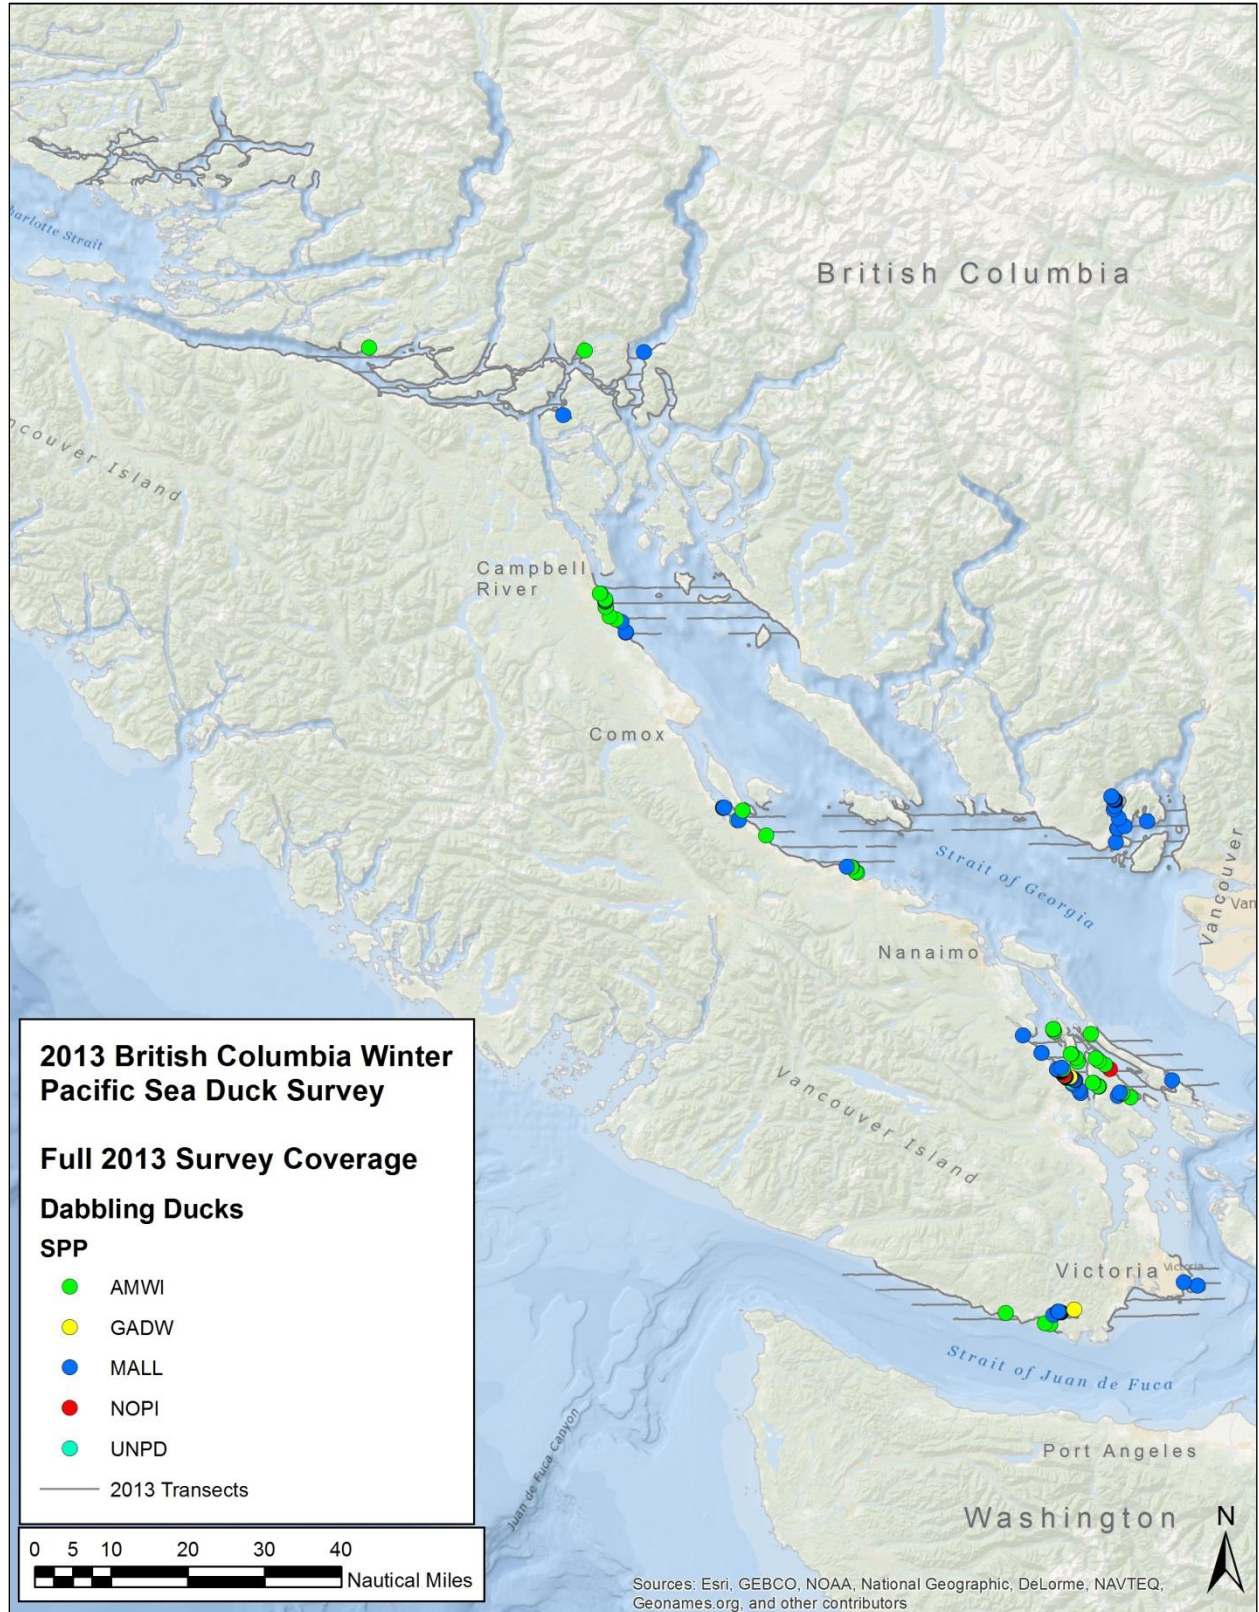 British Columbia
harlotte Strait
ncouver Island
Campbell
River
Comox
Strait of Georgia
Vancouver
Van
Nanaimo
Vancouver Island
Victoria
Victoria
Strait of Juan de Fuca
Juan de Fuca Canyon
Port Angeles
Washington
N
2013 British Columbia Winter
Pacific Sea Duck Survey
Full 2013 Survey Coverage
Dabbling Ducks
SPP
AMWI
GADW
MALL
NOPI
UNPD
2013 Transects
0 5 10 20 30 40
Nautical Miles
Sources: Esri, GEBCO, NOAA, National Geographic, DeLorme, NAVTEQ,
Geonames.org, and other contributors